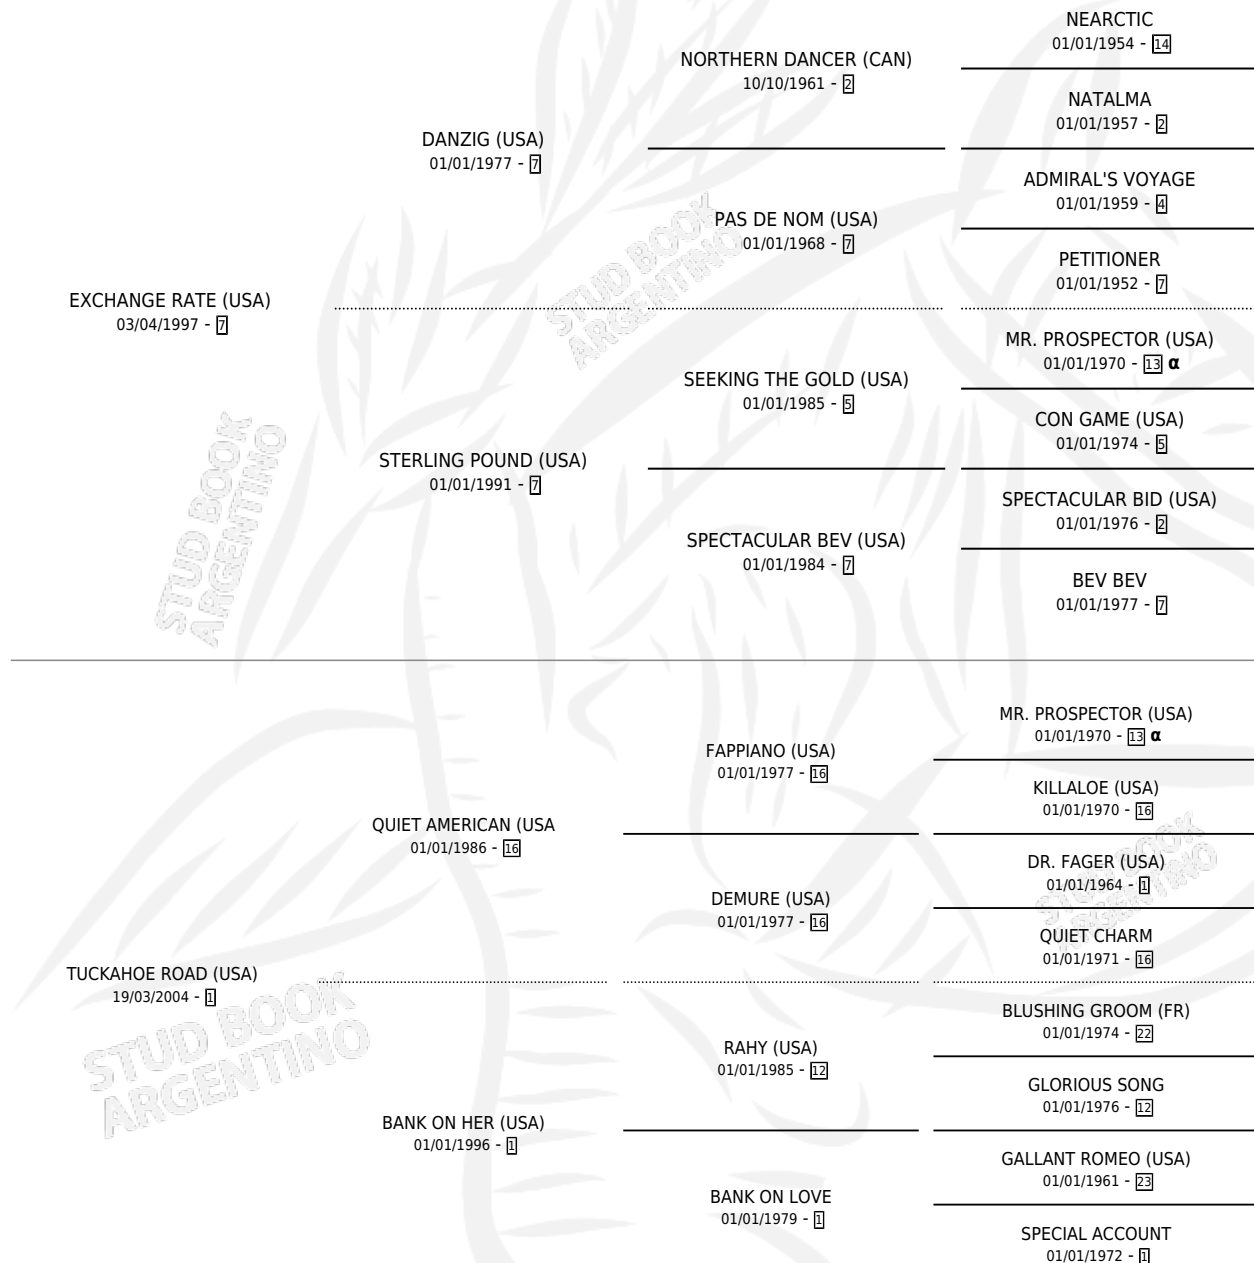 NEARCTIC
01/01/1954 - 14
NORTHERN DANCER (CAN)
10/10/1961 - 2
NATALMA
01/01/1957 - 2
DANZIG (USA)
01/01/1977 - 7
ADMIRAL'S VOYAGE
01/01/1959 - 4
PAS DE NOM (USA)
01/01/1968 - 7
PETITIONER
01/01/1952 - 7
EXCHANGE RATE (USA)
03/04/1997 - 7
MR. PROSPECTOR (USA)
01/01/1970 - 13 α
SEEKING THE GOLD (USA)
01/01/1985 - 5
CON GAME (USA)
01/01/1974 - 5
STERLING POUND (USA)
01/01/1991 - 7
SPECTACULAR BID (USA)
01/01/1976 - 2
SPECTACULAR BEV (USA)
01/01/1984 - 7
BEV BEV
01/01/1977 - 7
MR. PROSPECTOR (USA)
01/01/1970 - 13 α
FAPPIANO (USA)
01/01/1977 - 16
KILLALOE (USA)
01/01/1970 - 16
QUIET AMERICAN (USA
01/01/1986 - 16
DR. FAGER (USA)
01/01/1964 - 1
DEMURE (USA)
01/01/1977 - 16
QUIET CHARM
01/01/1971 - 16
TUCKAHOE ROAD (USA)
19/03/2004 - 1
BLUSHING GROOM (FR)
01/01/1974 - 22
RAHY (USA)
01/01/1985 - 12
GLORIOUS SONG
01/01/1976 - 12
BANK ON HER (USA)
01/01/1996 - 1
GALLANT ROMEO (USA)
01/01/1961 - 23
BANK ON LOVE
01/01/1979 - 1
SPECIAL ACCOUNT
01/01/1972 - 1
STUD BOOK
ARGENTINO
STUD BOOK
ARGENTINO
STUD BOOK
ARGENTINO
STUD BOOK
ARGENTINO